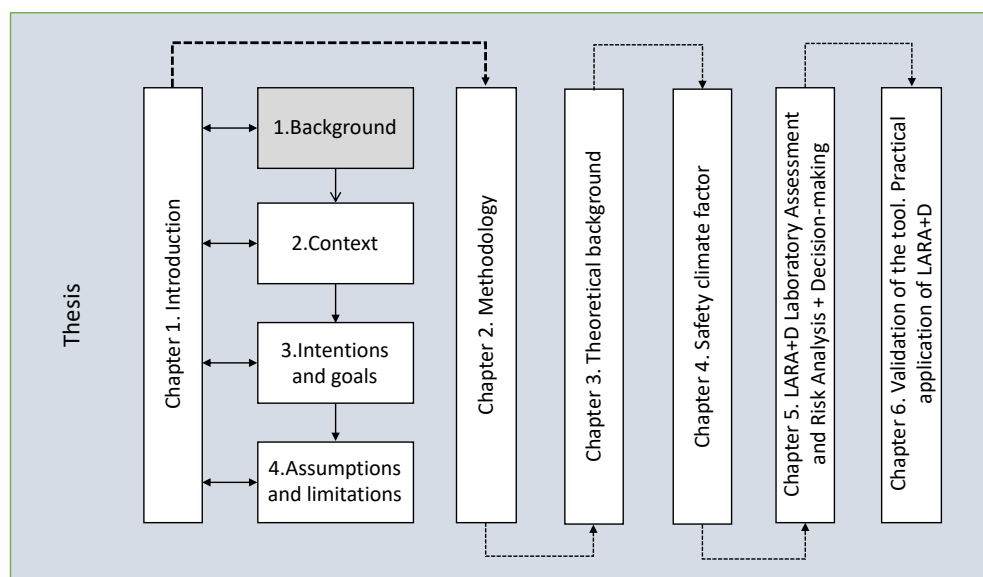 Thesis
Chapter 1. Introduction
1.Background
2.Context
3.Intentions
and goals
4.Assumptions
and limitations
Chapter 2. Methodology
Chapter 3. Theoretical background
Chapter 4. Safety climate factor
Chapter 5. LARA+D Laboratory Assessment
and Risk Analysis + Decision-making
Chapter 6. Validation of the tool. Practical
application of LARA+D